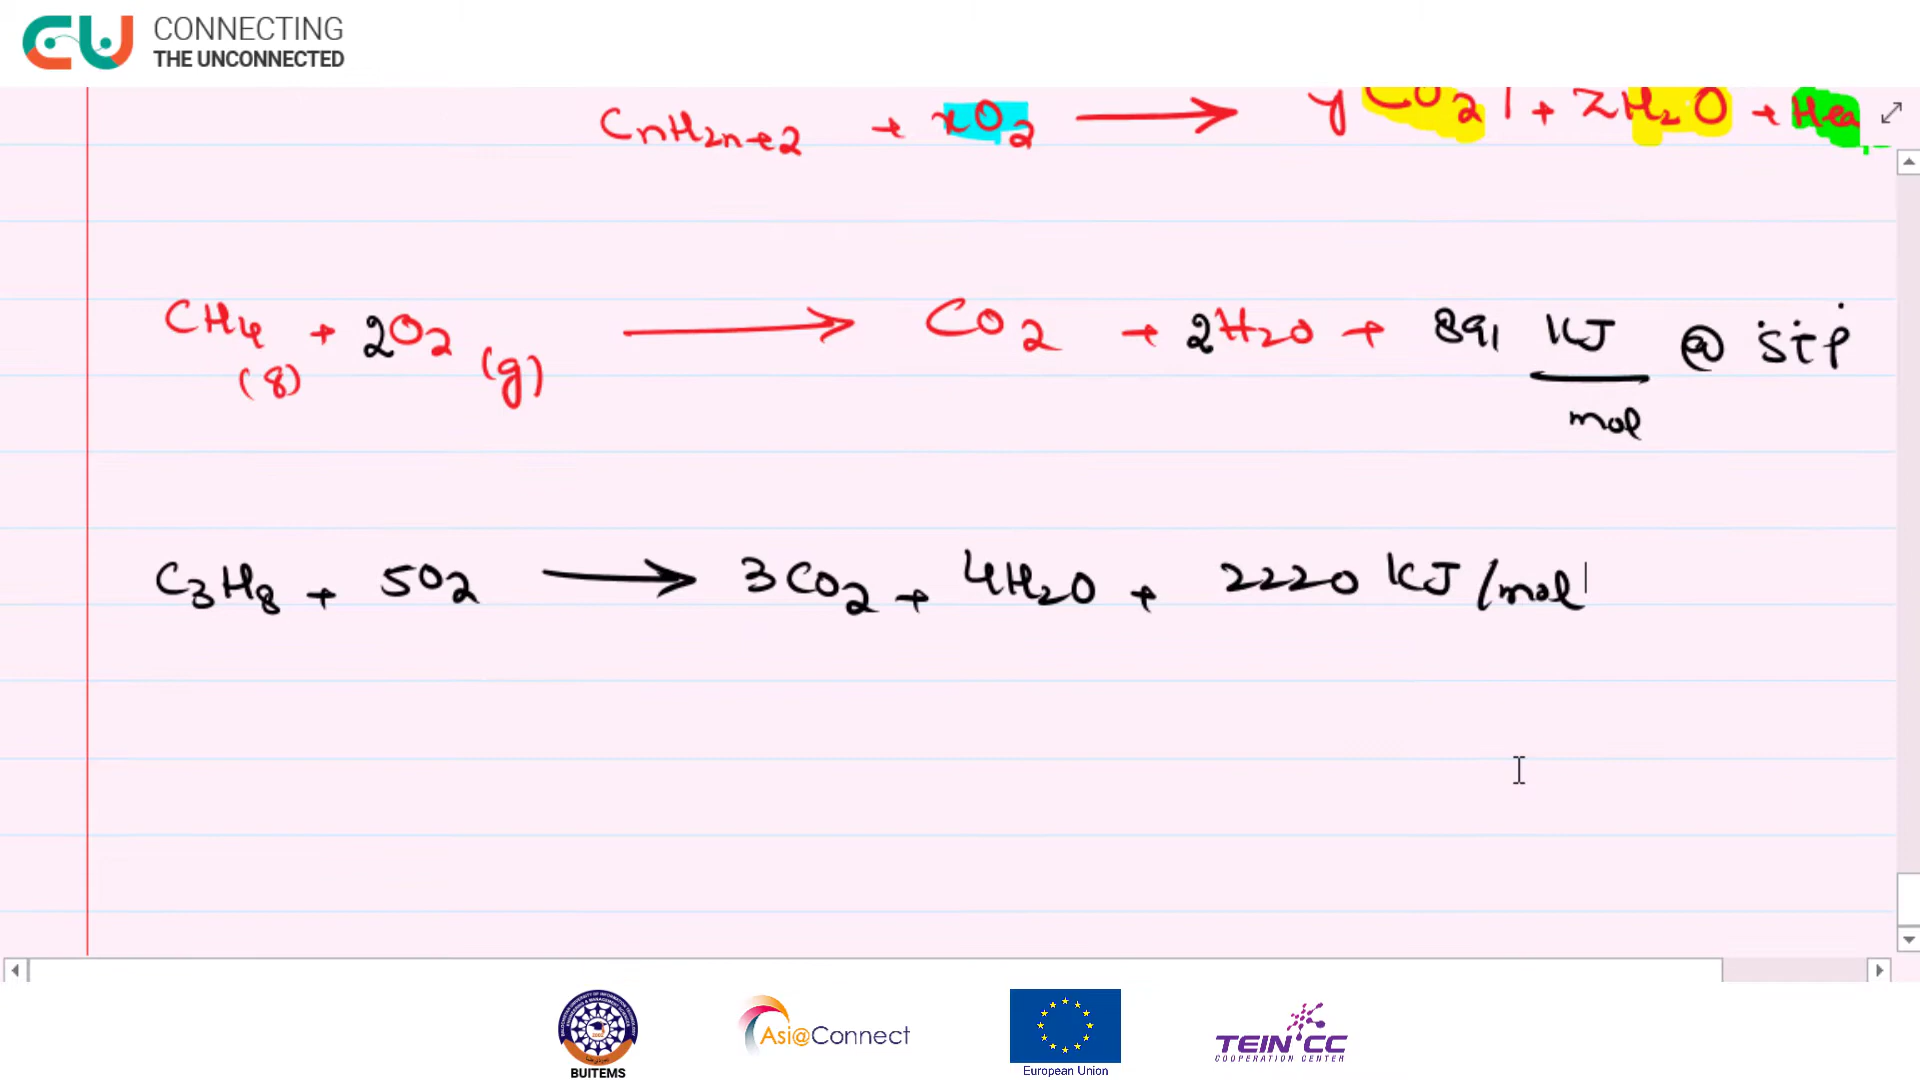 CONNECTING
THE UNCONNECTED
CnH2n+2 + xO2 → yCO2 + ZH2O + Hea
CH4 + 2O2 (g) → CO2 + 2H2O + 891 KJ @ STP
(g)
mol
C3H8 + 5O2 → 3CO2 + 4H2O + 2220 KJ/mol
Asi@Connect
TEIN*CC
COOPERATION CENTER
European Union
BUITEMS